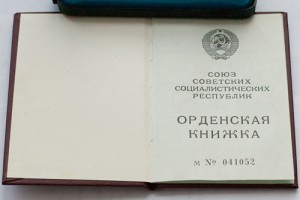 СОЮЗ
СОВЕТСКИХ
СОЦИАЛИСТИЧЕСКИХ
РЕСПУБЛИК
ОРДЕНСКАЯ
КНИЖКА
М № 041052